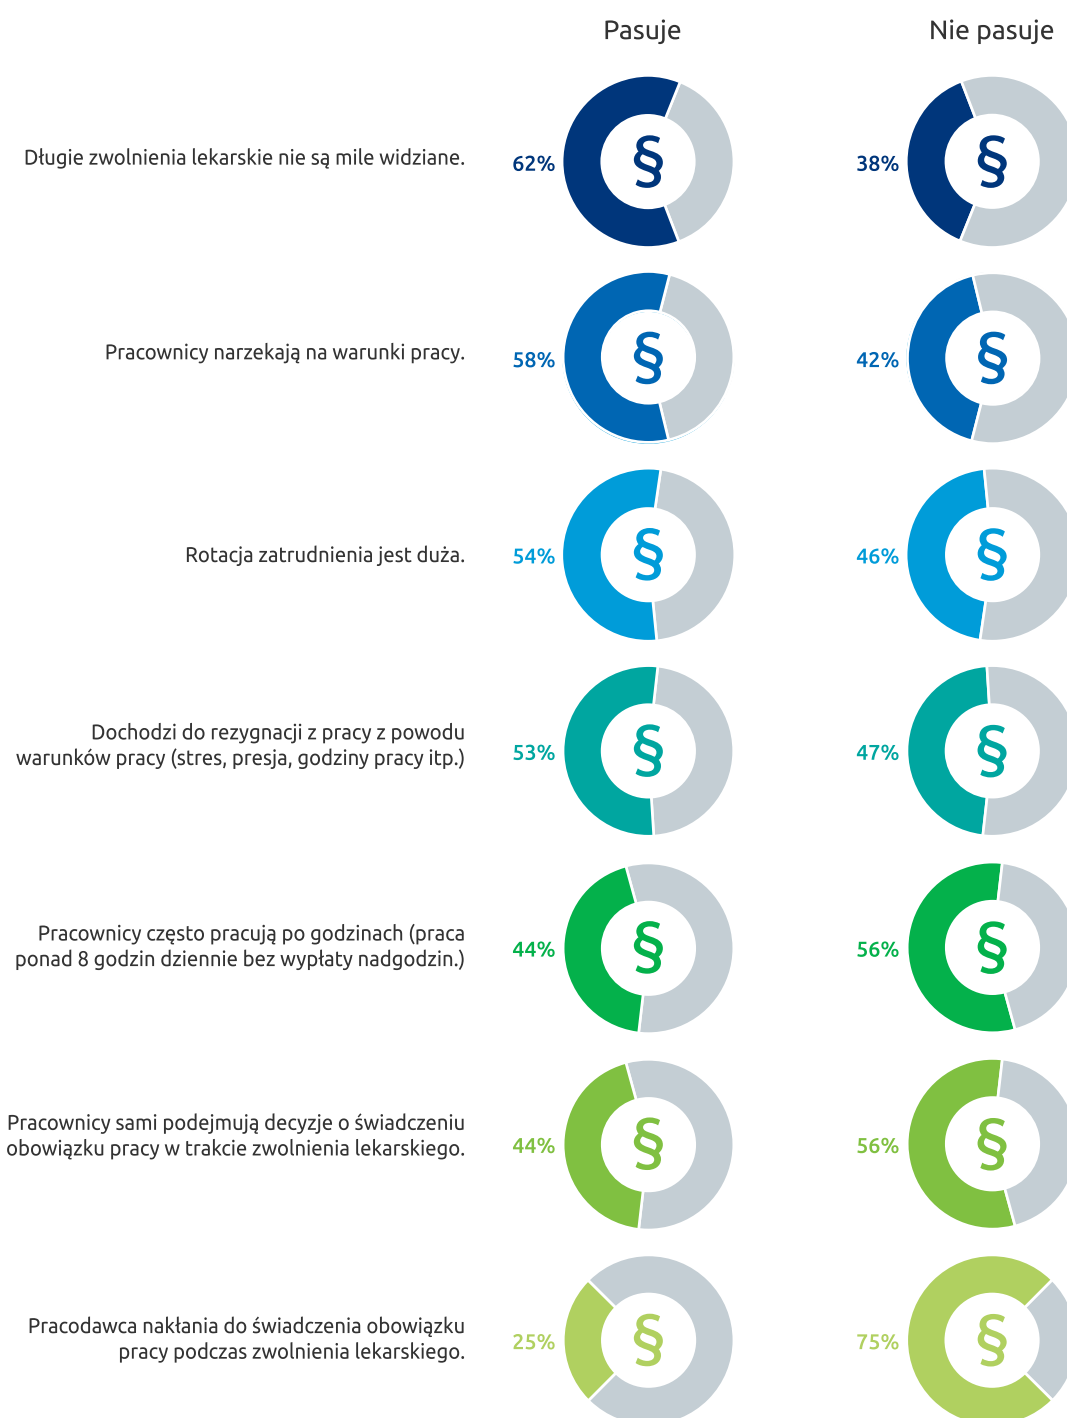 Pasuje Nie pasuje
Długie zwolnienia lekarskie nie są mile widziane. 62% § 38% §
Pracownicy narzekają na warunki pracy. 58% § 42% §
Rotacja zatrudnienia jest duża. 54% § 46% §
Dochodzi do rezygnacji z pracy z powodu
warunków pracy (stres, presja, godziny pracy itp.) 53% § 47% §
Pracownicy często pracują po godzinach (praca
ponad 8 godzin dziennie bez wypłaty nadgodzin.) 44% § 56% §
Pracownicy sami podejmują decyzje o świadczeniu
obowiązku pracy w trakcie zwolnienia lekarskiego. 44% § 56% §
Pracodawca nakłania do świadczenia obowiązku
pracy podczas zwolnienia lekarskiego. 25% § 75% §